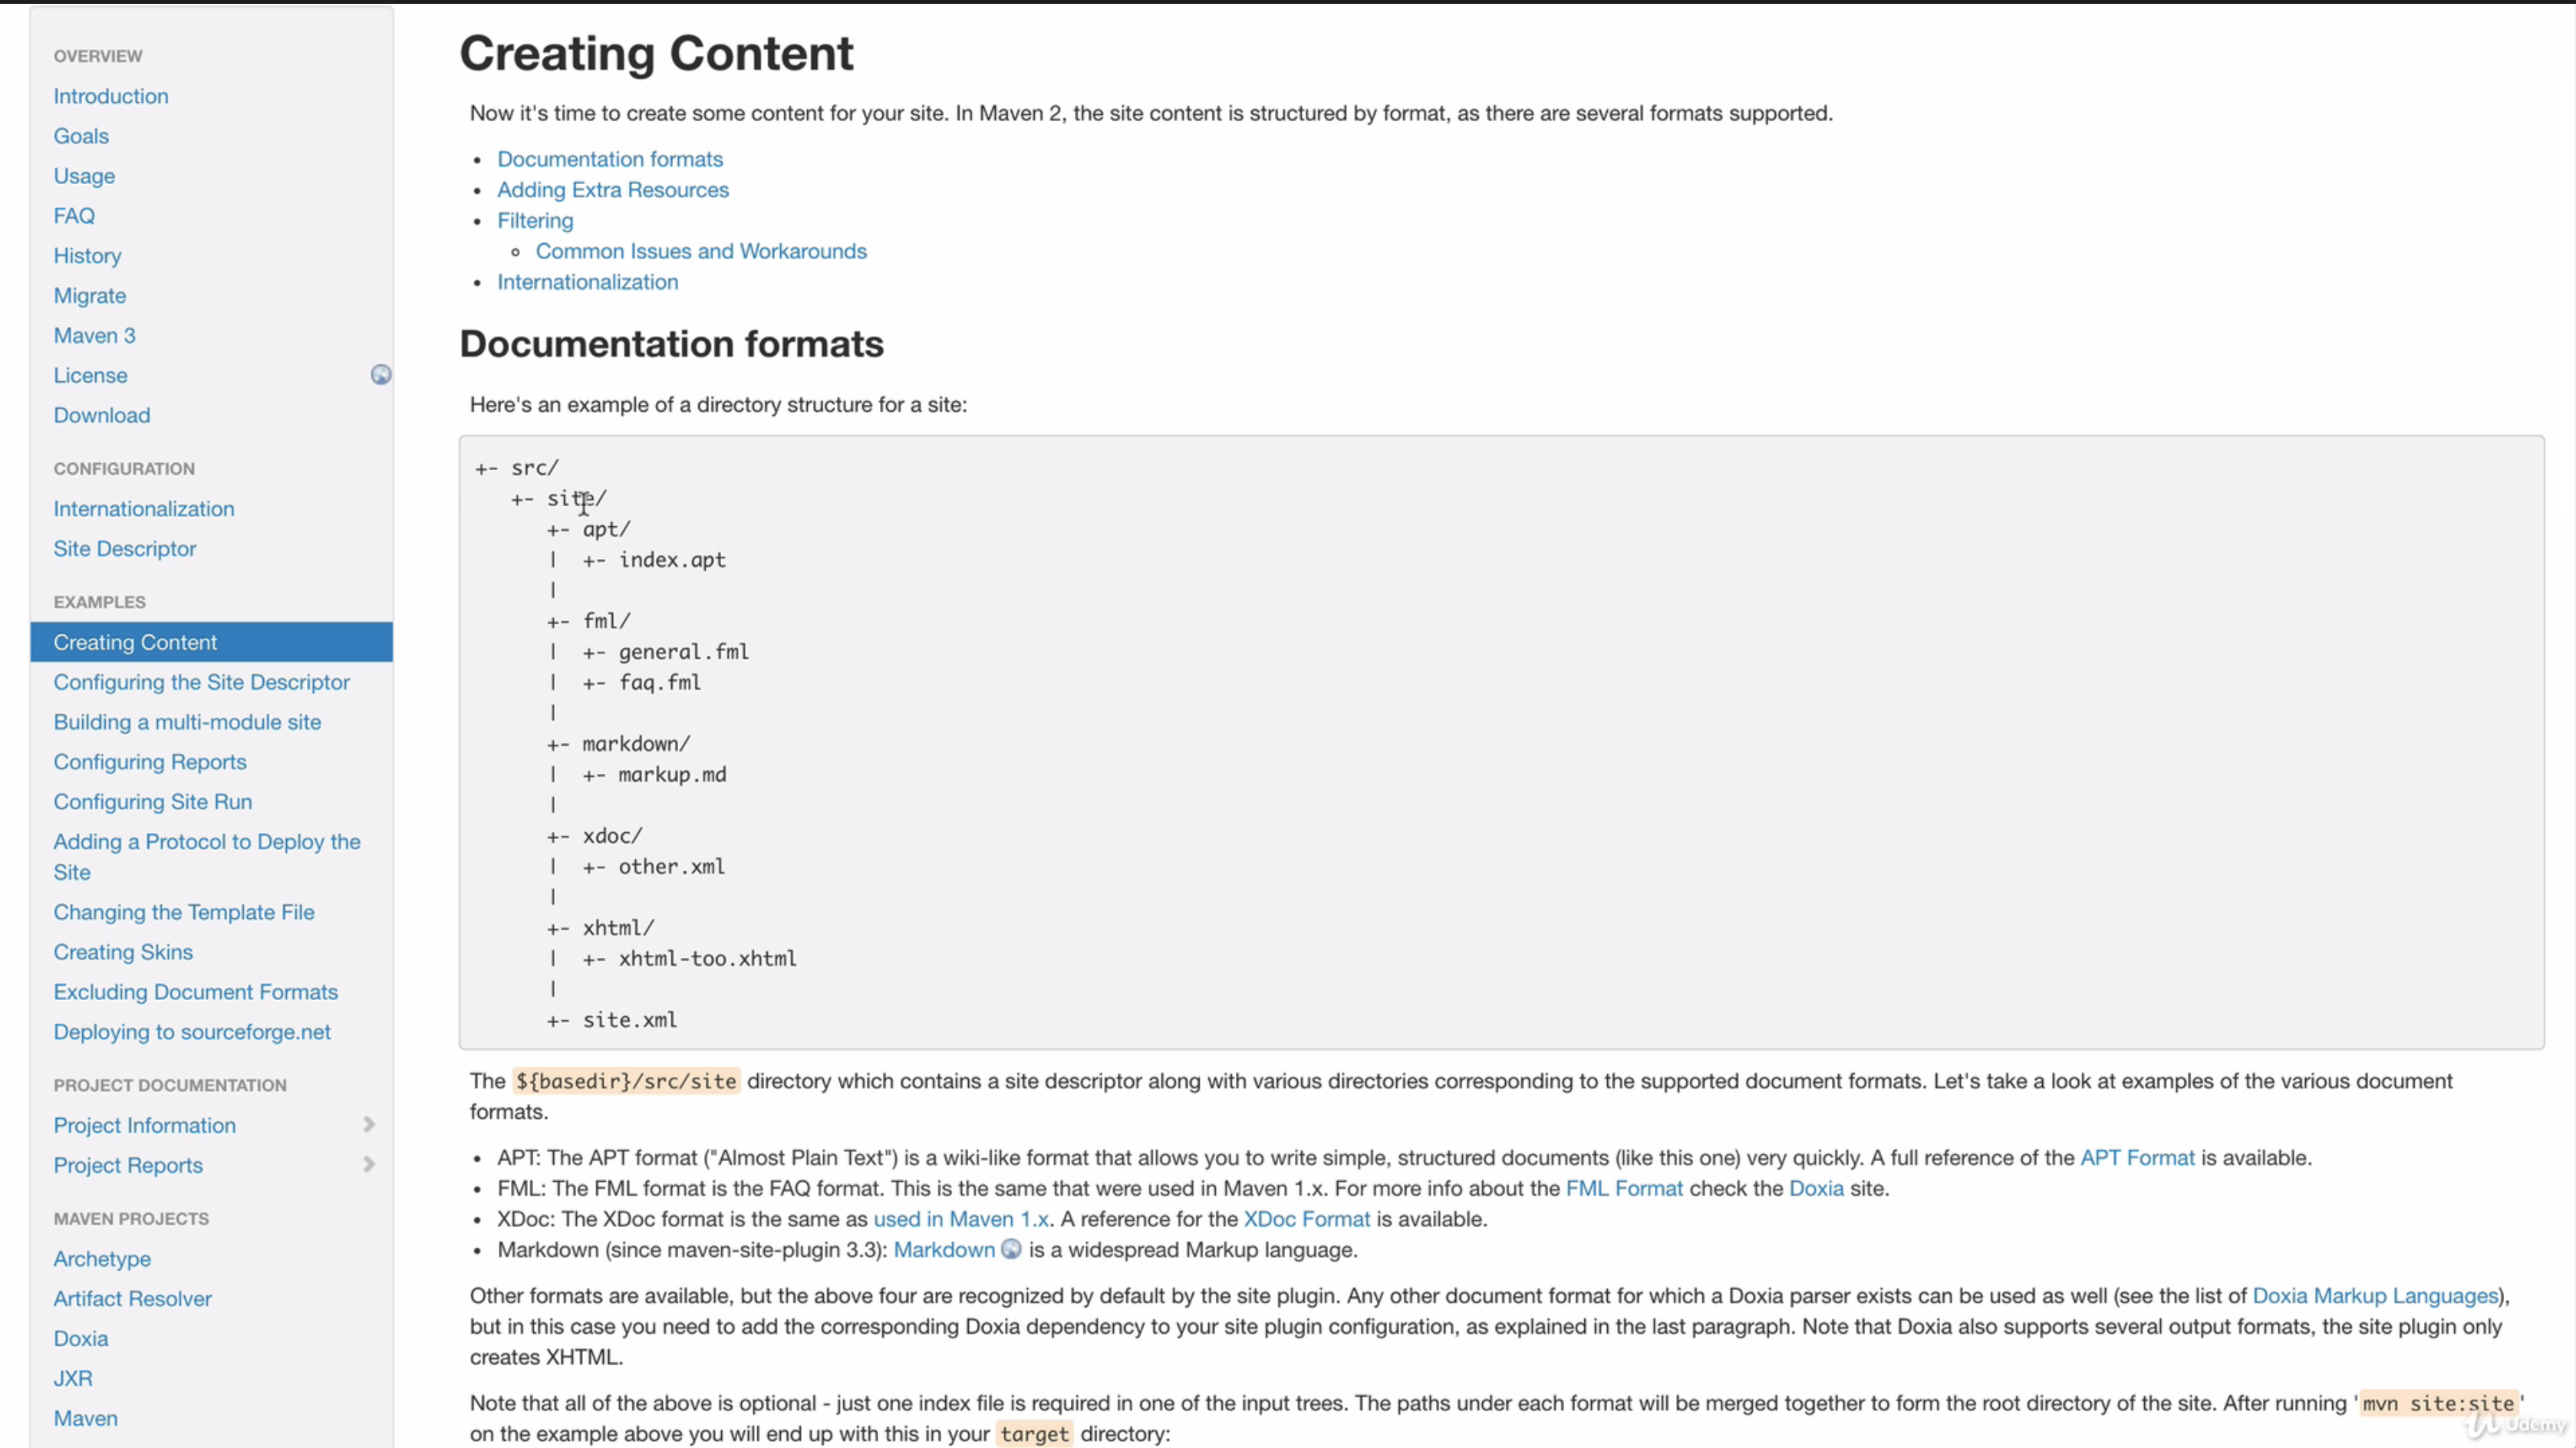 OVERVIEW
Introduction
Goals
Usage
FAQ
History
Migrate
Maven 3
License
Download
CONFIGURATION
Internationalization
Site Descriptor
EXAMPLES
Creating Content
Configuring the Site Descriptor
Building a multi-module site
Configuring Reports
Configuring Site Run
Adding a Protocol to Deploy the
Site
Changing the Template File
Creating Skins
Excluding Document Formats
Deploying to sourceforge.net
PROJECT DOCUMENTATION
Project Information
Project Reports
MAVEN PROJECTS
Archetype
Artifact Resolver
Doxia
JXR
Maven
Creating Content
Now it's time to create some content for your site. In Maven 2, the site content is structured by format, as there are several formats supported.
• Documentation formats
• Adding Extra Resources
• Filtering
◦ Common Issues and Workarounds
• Internationalization
Documentation formats
Here's an example of a directory structure for a site:
+- src/
   +- site/
      +- apt/
      |  +- index.apt
      |
      +- fml/
      |  +- general.fml
      |  +- faq.fml
      |
      +- markdown/
      |  +- markup.md
      |
      +- xdoc/
      |  +- other.xml
      |
      +- xhtml/
      |  +- xhtml-too.xhtml
      |
      +- site.xml
The ${basedir}/src/site directory which contains a site descriptor along with various directories corresponding to the supported document formats. Let's take a look at examples of the various document
formats.
• APT: The APT format ("Almost Plain Text") is a wiki-like format that allows you to write simple, structured documents (like this one) very quickly. A full reference of the APT Format is available.
• FML: The FML format is the FAQ format. This is the same that were used in Maven 1.x. For more info about the FML Format check the Doxia site.
• XDoc: The XDoc format is the same as used in Maven 1.x. A reference for the XDoc Format is available.
• Markdown (since maven-site-plugin 3.3): Markdown is a widespread Markup language.
Other formats are available, but the above four are recognized by default by the site plugin. Any other document format for which a Doxia parser exists can be used as well (see the list of Doxia Markup Languages),
but in this case you need to add the corresponding Doxia dependency to your site plugin configuration, as explained in the last paragraph. Note that Doxia also supports several output formats, the site plugin only
creates XHTML.
Note that all of the above is optional - just one index file is required in one of the input trees. The paths under each format will be merged together to form the root directory of the site. After running 'mvn site:site'
on the example above you will end up with this in your target directory:
Udemy